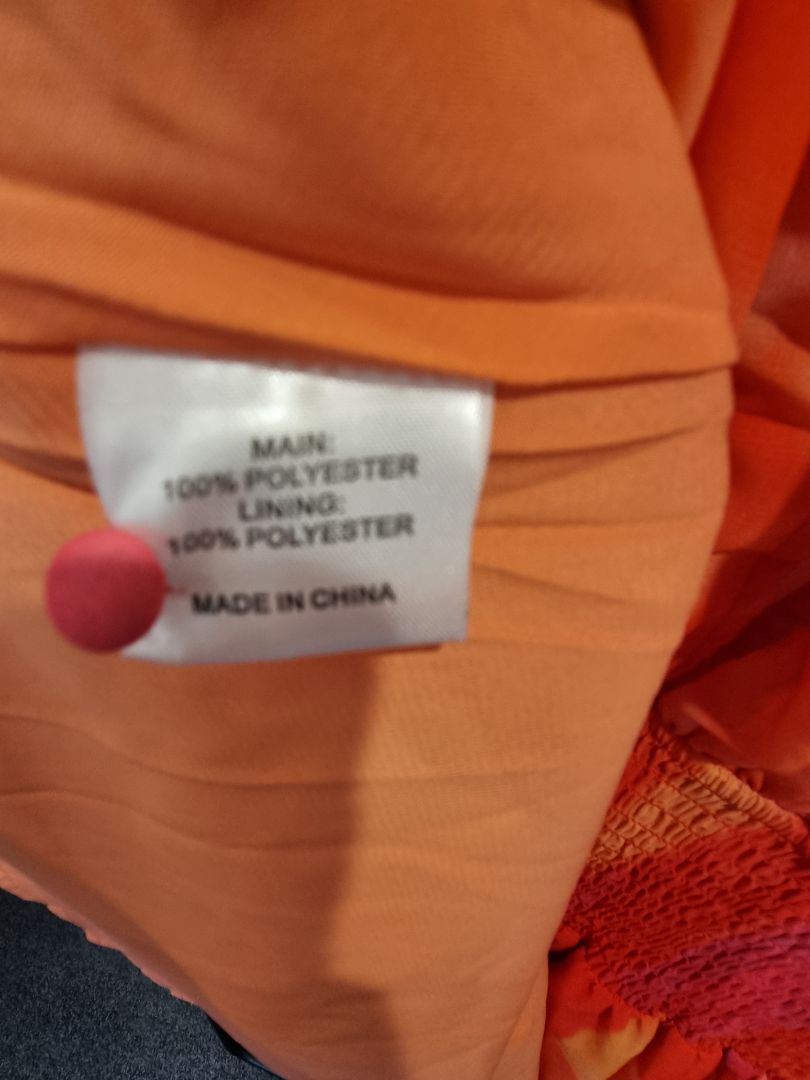 MAIN:
100% POLYESTER
LINING:
100% POLYESTER
MADE IN CHINA